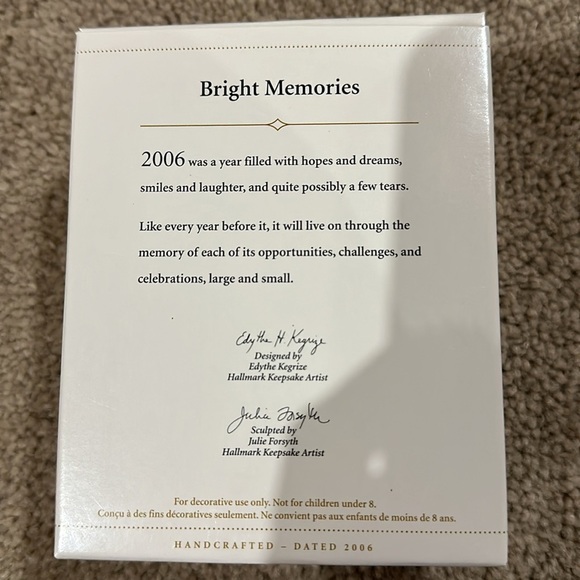 Bright Memories
2006 was a year filled with hopes and dreams,
smiles and laughter, and quite possibly a few tears.
Like every year before it, it will live on through the
memory of each of its opportunities, challenges, and
celebrations, large and small.
Edythe H. Kegrize
Designed by
Edythe Kegrize
Hallmark Keepsake Artist
Julia Forsyth
Sculpted by
Julie Forsyth
Hallmark Keepsake Artist
For decorative use only. Not for children under 8.
Conçu à des fins décoratives seulement. Ne convient pas aux enfants de moins de 8 ans.
HANDCRAFTED – DATED 2006